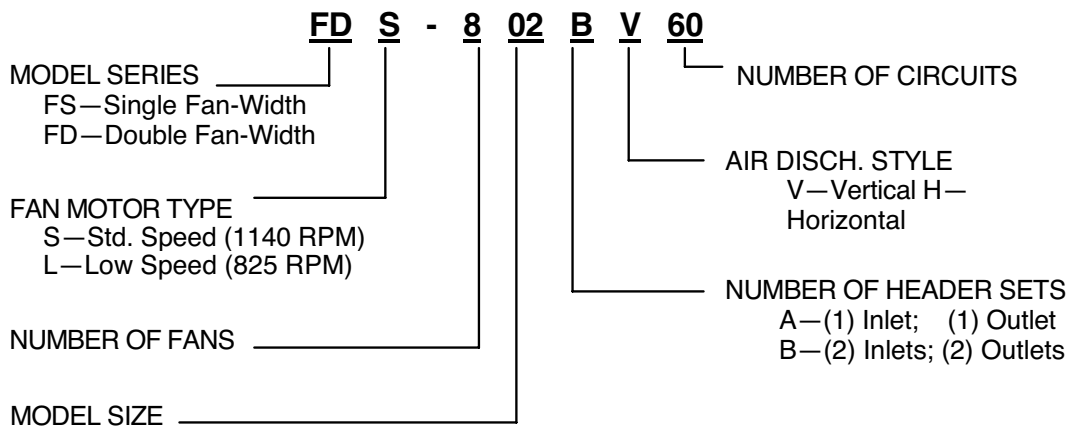 FD S - 8 02 B V 60
MODEL SERIES
FS—Single Fan-Width
FD—Double Fan-Width
FAN MOTOR TYPE
S—Std. Speed (1140 RPM)
L—Low Speed (825 RPM)
NUMBER OF FANS
MODEL SIZE
NUMBER OF CIRCUITS
AIR DISCH. STYLE
V—Vertical H—
Horizontal
NUMBER OF HEADER SETS
A—(1) Inlet; (1) Outlet
B—(2) Inlets; (2) Outlets